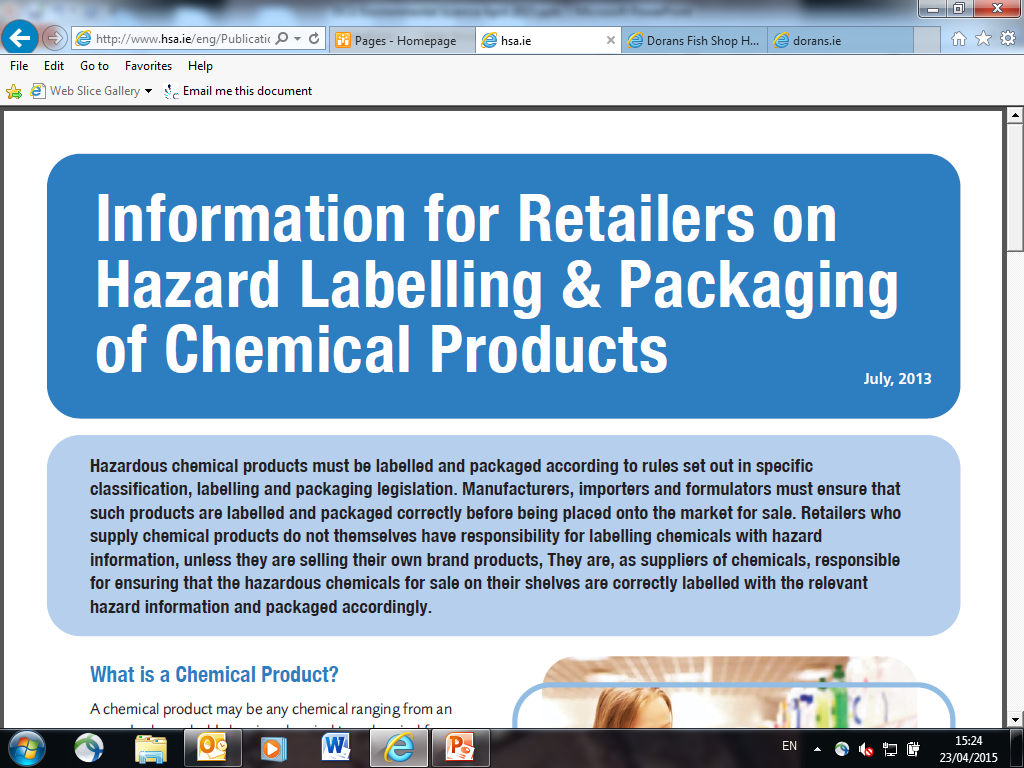 http://www.hsa.ie/eng/Publicatic
Pages - Homepage
hsa.ie
Dorans Fish Shop H...
dorans.ie
File Edit Go to Favorites Help
Web Slice Gallery
Email me this document
Information for Retailers on
Hazard Labelling & Packaging
of Chemical Products
July, 2013
Hazardous chemical products must be labelled and packaged according to rules set out in specific
classification, labelling and packaging legislation. Manufacturers, importers and formulators must ensure that
such products are labelled and packaged correctly before being placed onto the market for sale. Retailers who
supply chemical products do not themselves have responsibility for labelling chemicals with hazard
information, unless they are selling their own brand products, They are, as suppliers of chemicals, responsible
for ensuring that the hazardous chemicals for sale on their shelves are correctly labelled with the relevant
hazard information and packaged accordingly.
What is a Chemical Product?
A chemical product may be any chemical ranging from an
EN
15:24
23/04/2015